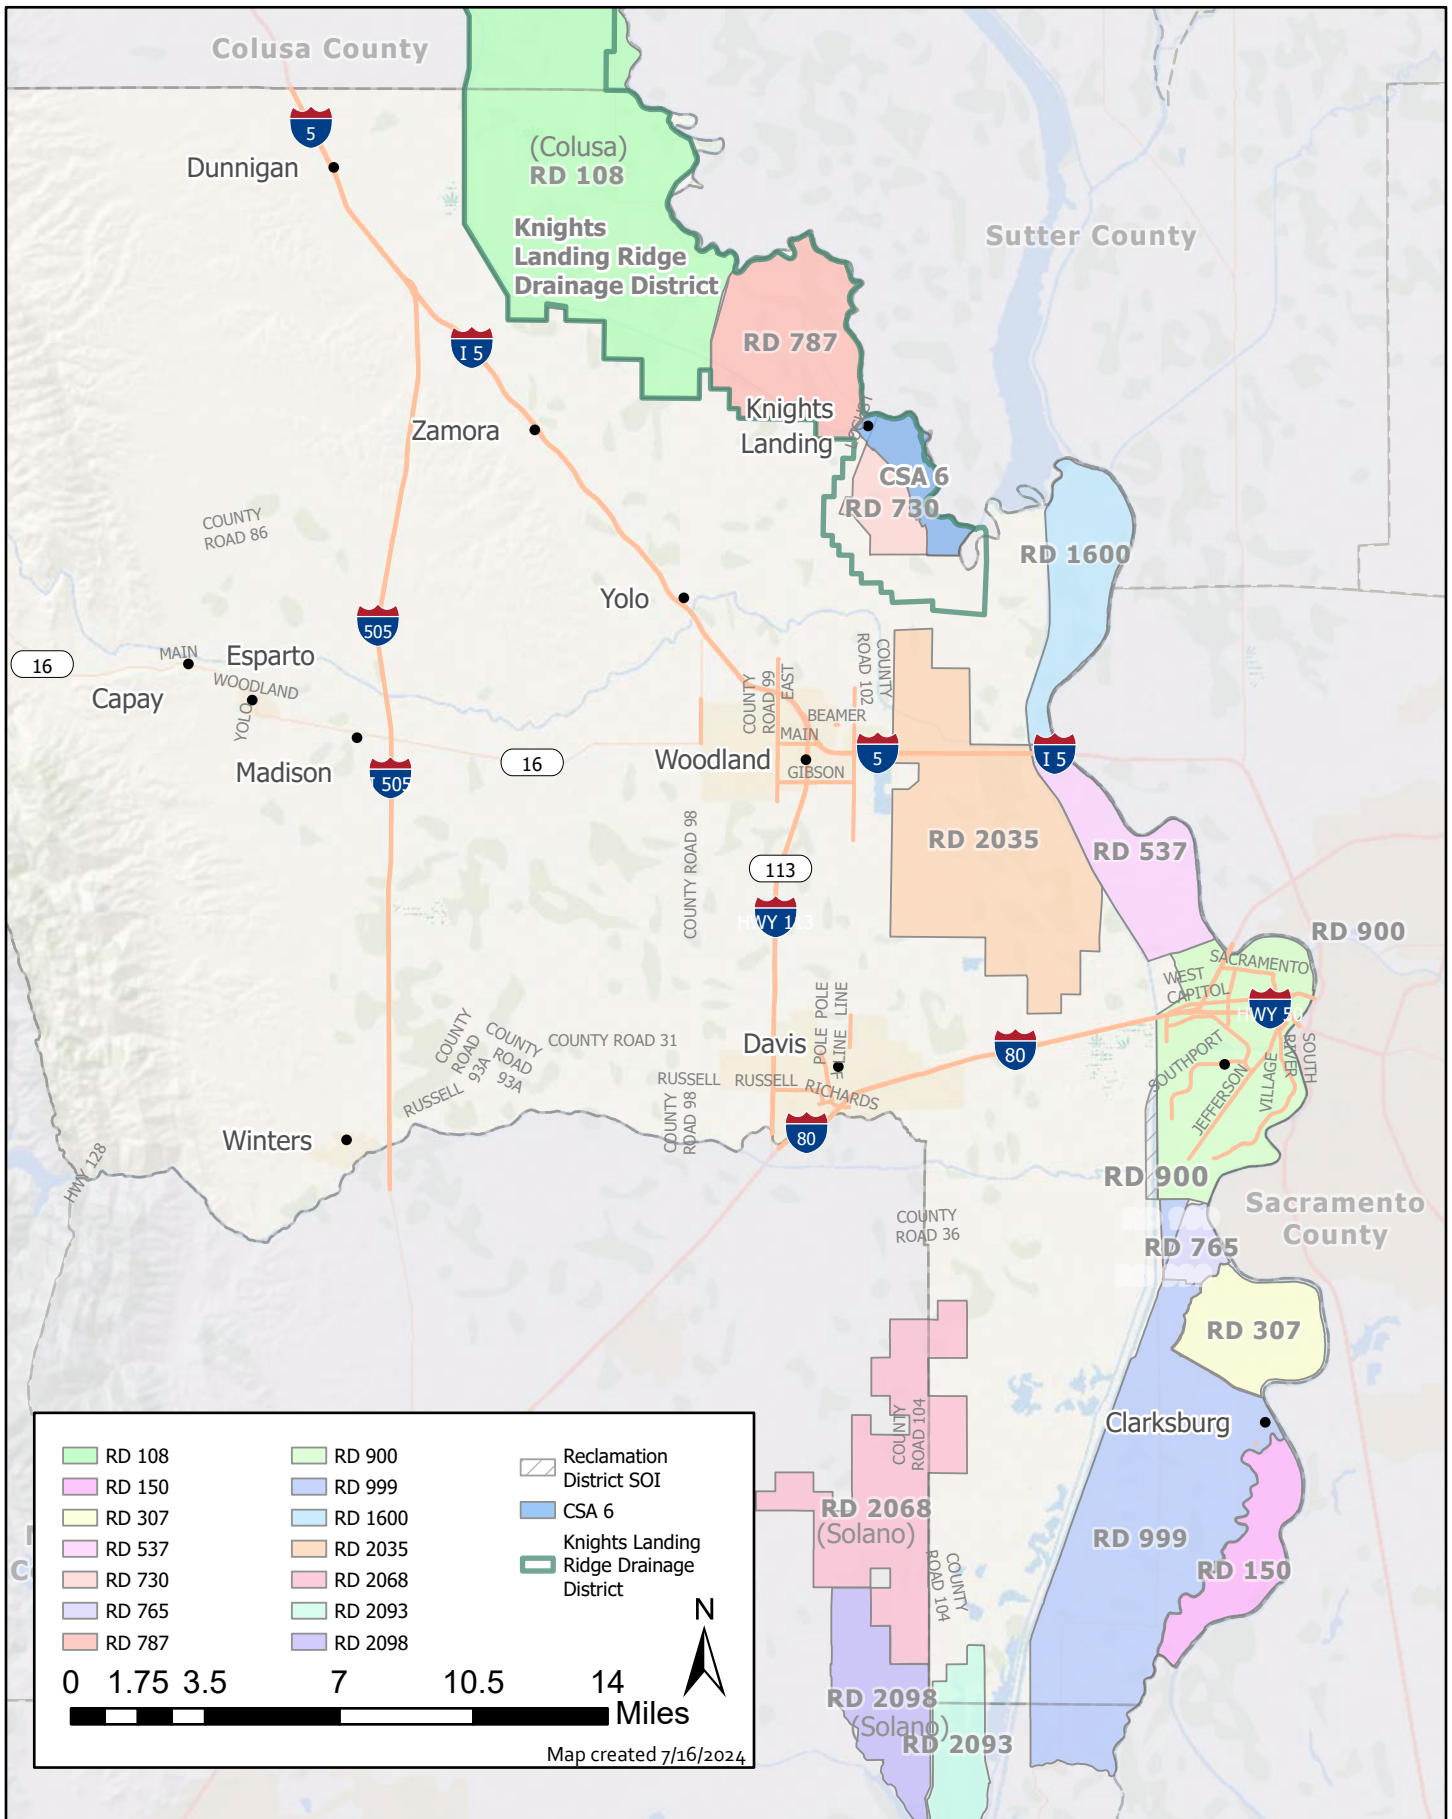 Colusa County
5
Dunnigan
(Colusa)
RD 108
Knights
Landing Ridge
Drainage District
Sutter County
I 5
RD 787
Zamora
Knights
Landing
CSA 6
RD 730
COUNTY
ROAD 86
RD 1600
Yolo
505
16
MAIN
Esparto
Capay
WOODLAND
YOLO
Madison
I 505
16
COUNTY
ROAD 99
EAST
COUNTY
ROAD 102
BEAMER
MAIN
Woodland
GIBSON
5
I 5
RD 2035
RD 537
COUNTY ROAD 98
113
HWY 113
RD 900
SACRAMENTO
WEST
CAPITOL
HWY 50
COUNTY
ROAD
93A
COUNTY
ROAD
93A
COUNTY ROAD 31
Davis
POLE
LINE
POLE
LINE
80
SOUTHPORT
JEFFERSON
VILLAGE
SOUTH
RIVER
RUSSELL
RUSSELL
RUSSELL
RICHARDS
COUNTY
ROAD 98
80
Winters
HWY 128
RD 900
Sacramento
County
COUNTY
ROAD 36
RD 765
RD 307
Clarksburg
COUNTY
ROAD 104
RD 2068
(Solano)
COUNTY
ROAD 104
RD 999
RD 150
RD 2098
(Solano)
RD 2093
RD 108
RD 150
RD 307
RD 537
RD 730
RD 765
RD 787
RD 900
RD 999
RD 1600
RD 2035
RD 2068
RD 2093
RD 2098
Reclamation
District SOI
CSA 6
Knights Landing
Ridge Drainage
District
N
0 1.75 3.5 7 10.5 14
Miles
Map created 7/16/2024